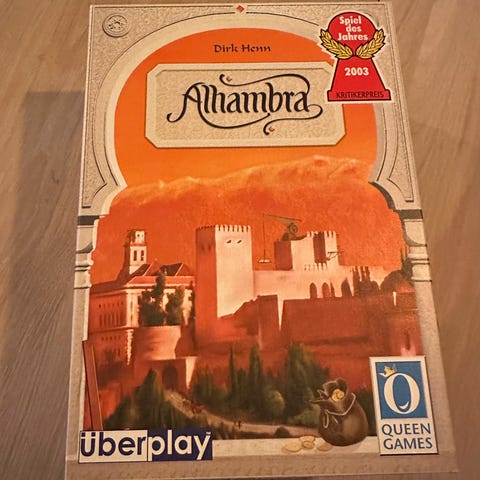 Dirk Henn
Alhambra
Spiel
des
Jahres
2003
KRITIKERPREIS
überplay
QUEEN
GAMES